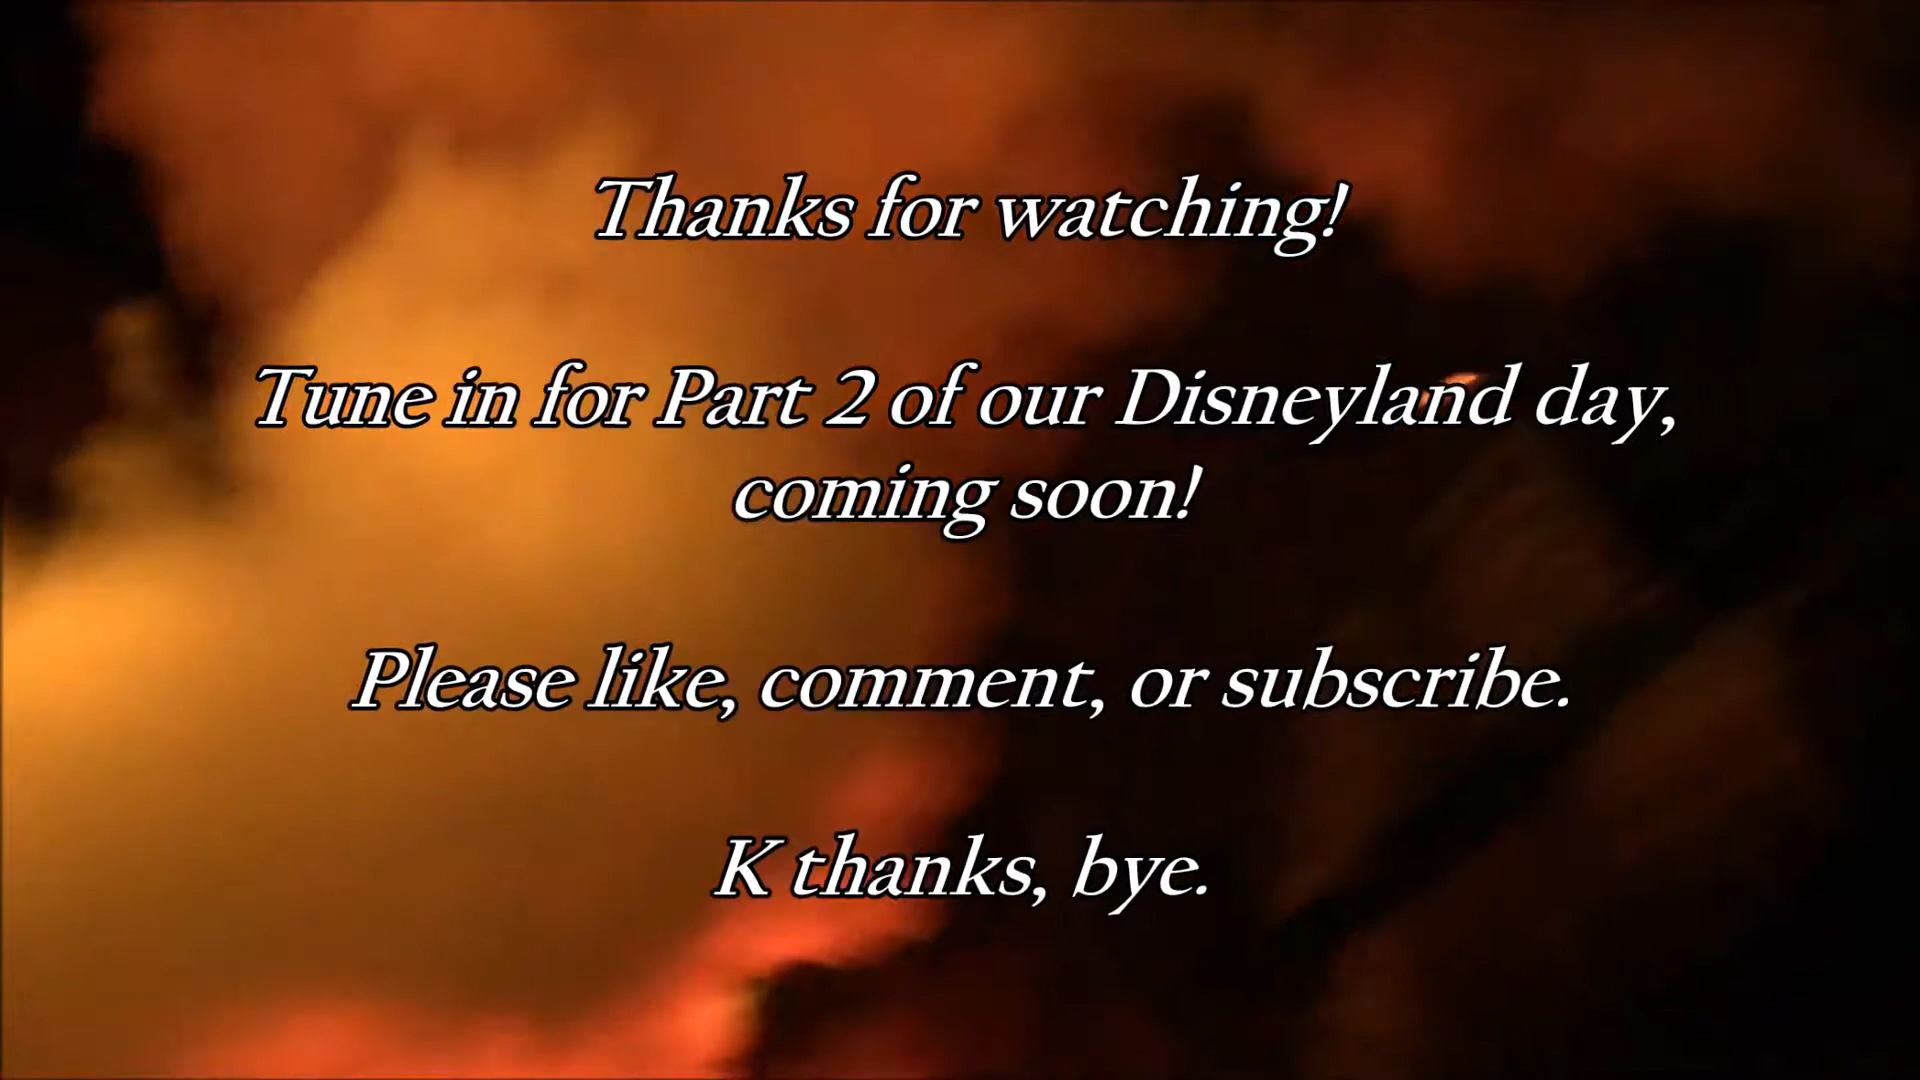 Thanks for watching!
Tune in for Part 2 of our Disneyland day,
coming soon!
Please like, comment, or subscribe.
K thanks, bye.